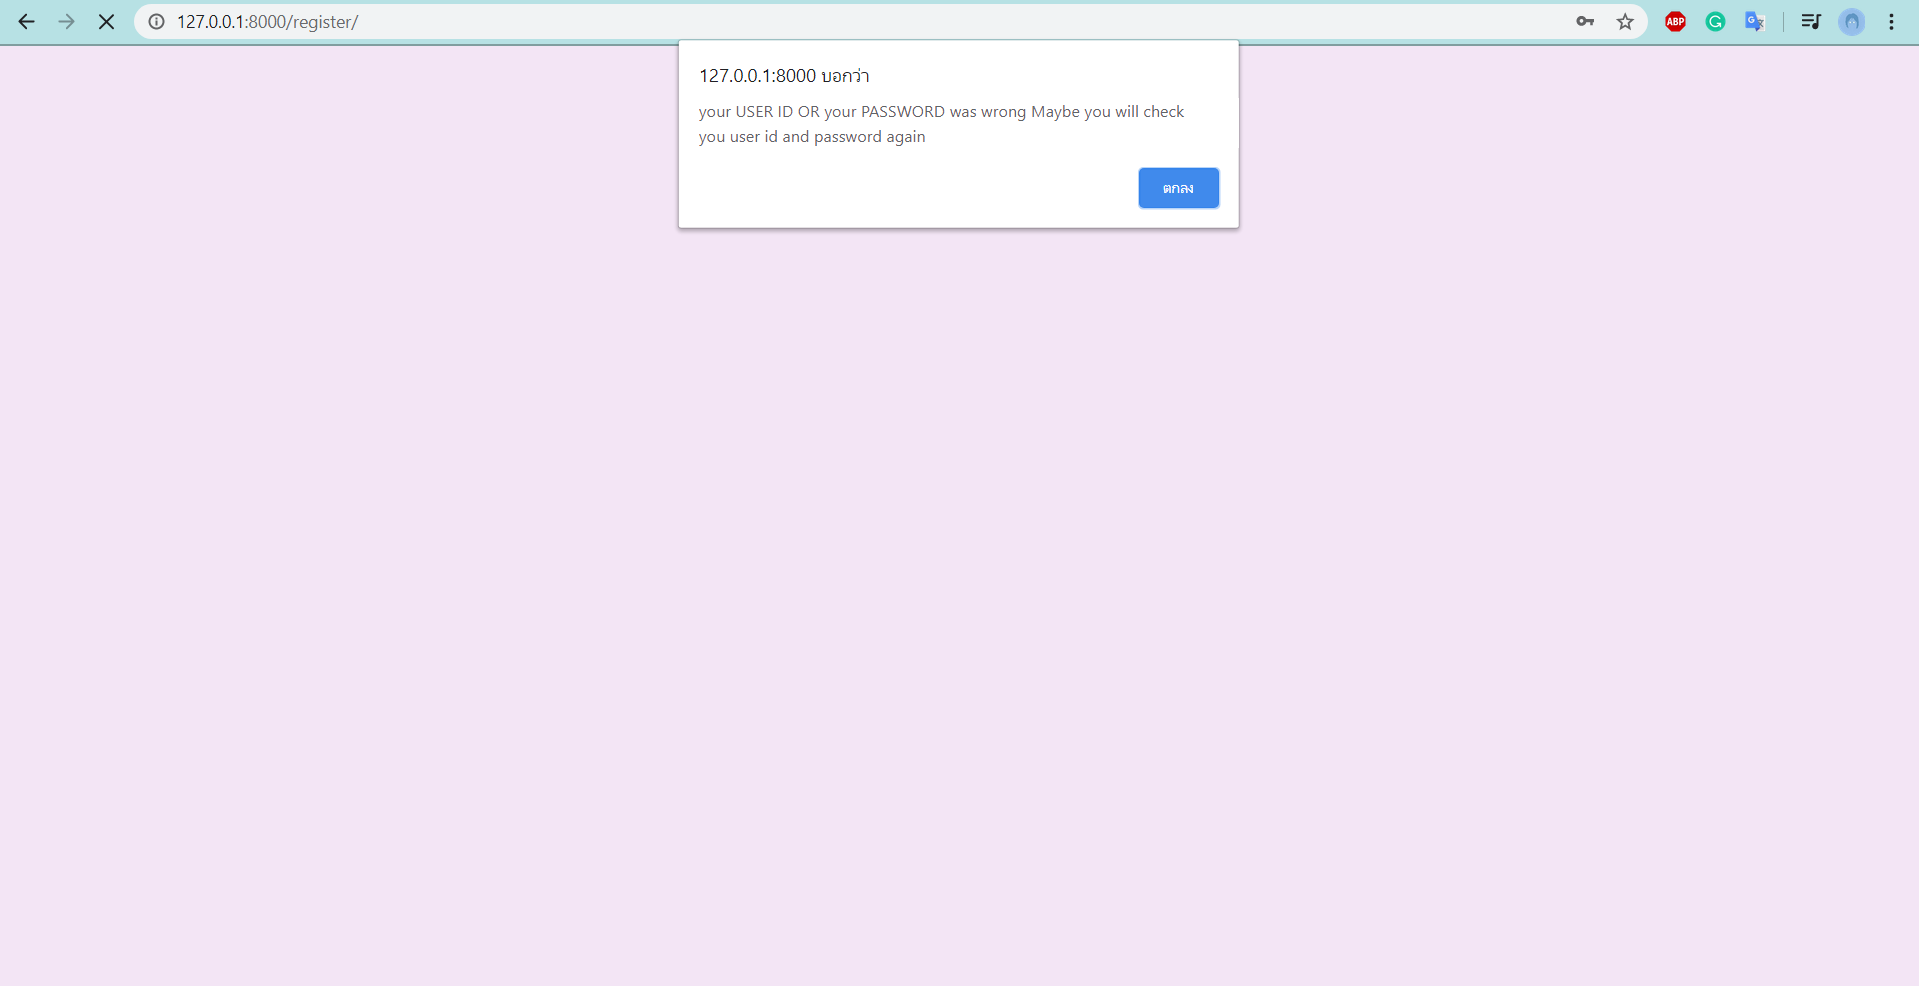 127.0.0.1:8000/register/
ABP
127.0.0.1:8000 บอกว่า
your USER ID OR your PASSWORD was wrong Maybe you will check
you user id and password again
ตกลง